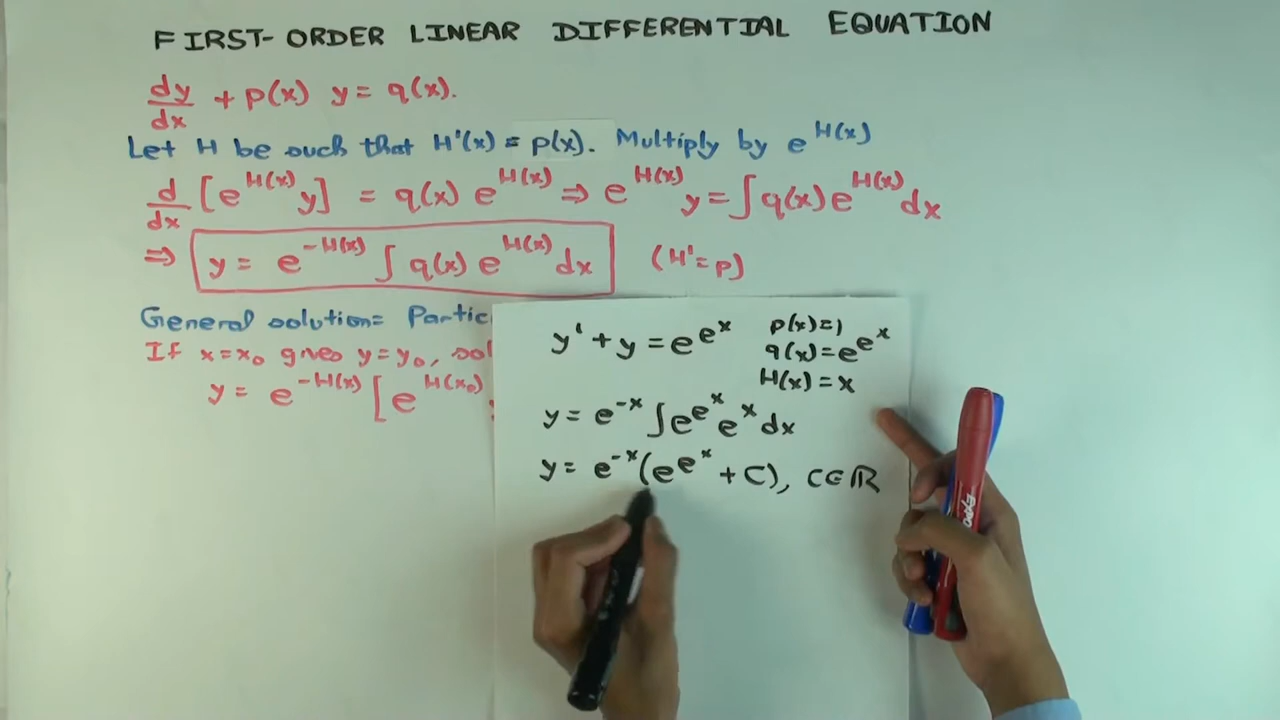 FIRST-ORDER LINEAR DIFFERENTIAL EQUATION
dy/dx + p(x) y = q(x).
Let H be such that H'(x) = p(x). Multiply by e^H(x)
d/dx [e^H(x) y] = q(x) e^H(x) ⇒ e^H(x) y = ∫ q(x) e^H(x) dx
⇒ y = e^-H(x) ∫ q(x) e^H(x) dx (H' = p)
General solution = Partic
If x = x₀ gives y = y₀, sol
y = e^-H(x) [e^H(x₀)
y' + y = e^e^x
p(x) = 1
q(x) = e^e^x
H(x) = x
y = e^-x ∫ e^e^x e^x dx
y = e^-x (e^e^x + C), C∈ℝ
EXPO